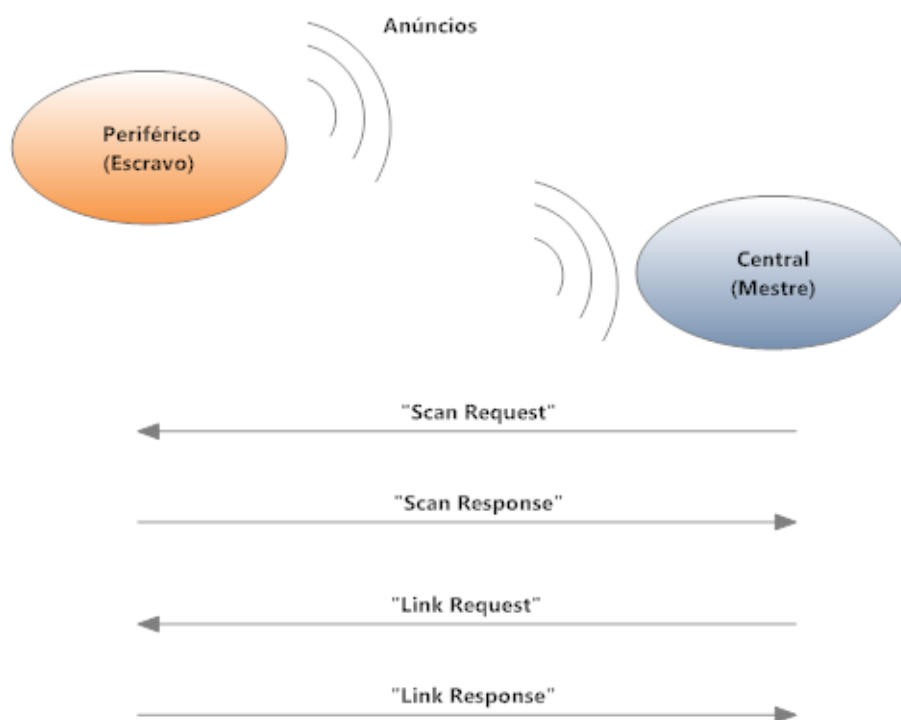 Anúncios
Periférico
(Escravo)
Central
(Mestre)
"Scan Request"
"Scan Response"
"Link Request"
"Link Response"